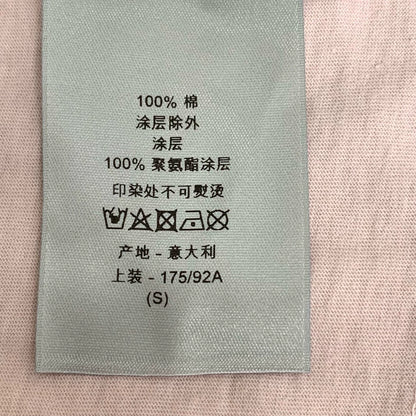 100% 棉
涂层除外
涂层
100% 聚氨酯涂层
印染处不可熨烫
产地 - 意大利
上装 - 175/92A
(S)